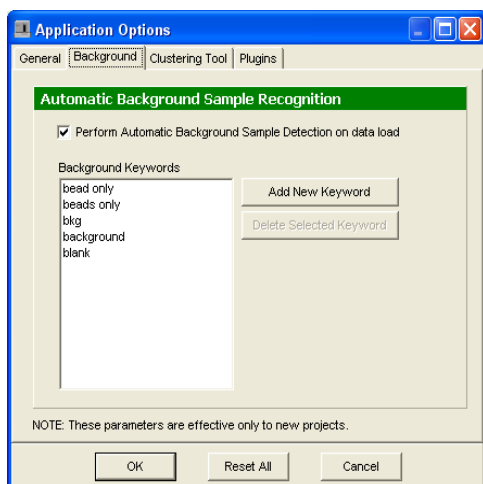 Application Options
General Background Clustering Tool Plugins
Automatic Background Sample Recognition
Perform Automatic Background Sample Detection on data load
Background Keywords
bead only
beads only
bkg
background
blank
Add New Keyword
Delete Selected Keyword
NOTE: These parameters are effective only to new projects.
OK Reset All Cancel